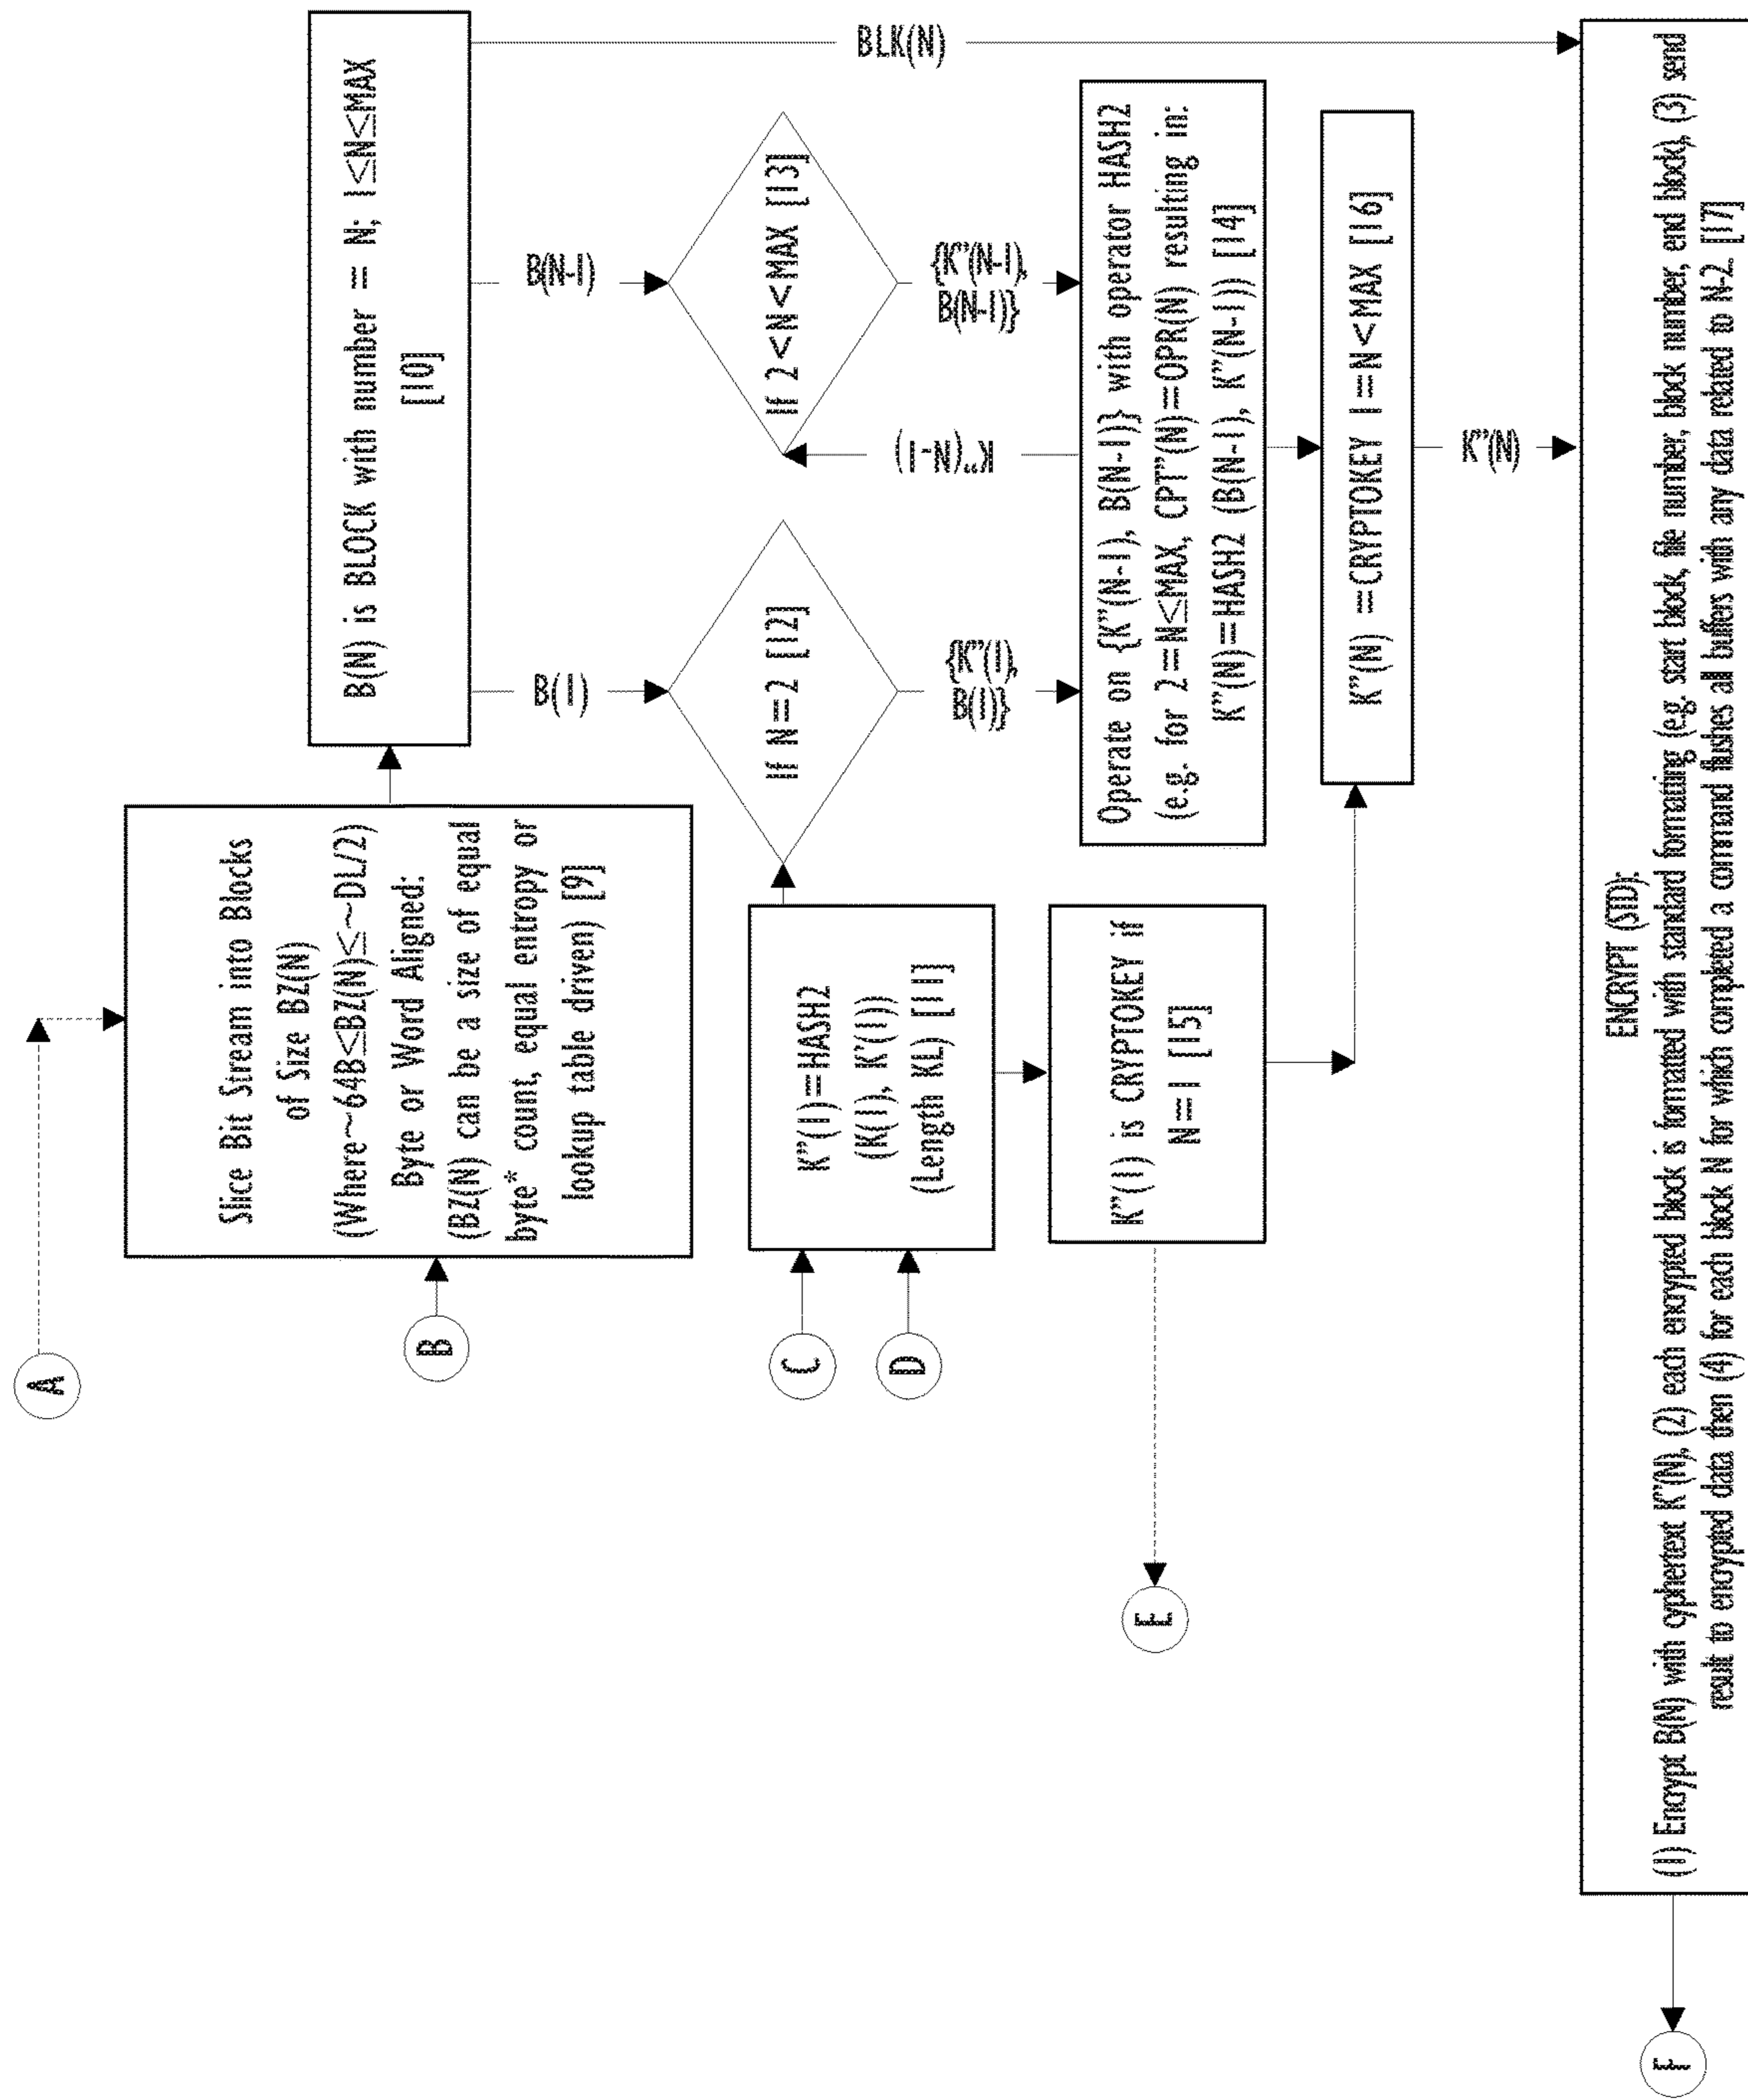 A
B
Slice Bit Stream into Blocks
of Size BZ(N)
(Where~64B≤BZ(N)≤~DL/2)
Byte or Word Aligned:
(BZ(N) can be a size of equal
byte* count, equal entropy or
lookup table driven) [9]
B(N) is BLOCK with number = N; 1≤N≤MAX
[10]
BLK(N)
B(1)
B(N-1)
C
D
K"(1)=HASH2
(K(1), K'(1))
(Length KL) [11]
If N=2 [12]
If 2<N<MAX [13]
{K"(1),
B(1)}
K"(N-1)
{K"(N-1),
B(N-1)}
E
K"(1) is CRYPTOKEY if
N=1 [15]
Operate on {K"(N-1), B(N-1)} with operator HASH2
(e.g. for 2=N≤MAX, CPT"(N)=OPR(N) resulting in:
K"(N)=HASH2 (B(N-1), K"(N-1))) [14]
K"(N) =CRYPTOKEY 1=N<MAX [16]
K"(N)
ENCRYPT (STD):
(1) Encrypt B(N) with cyphertext K"(N), (2) each encrypted block is formatted with standard formating (e.g. start block, file number, block number, end block), (3) send
result to encrypted data then (4) for each block N for which completed a command flushes all buffers with any data related to N-2. [17]
F